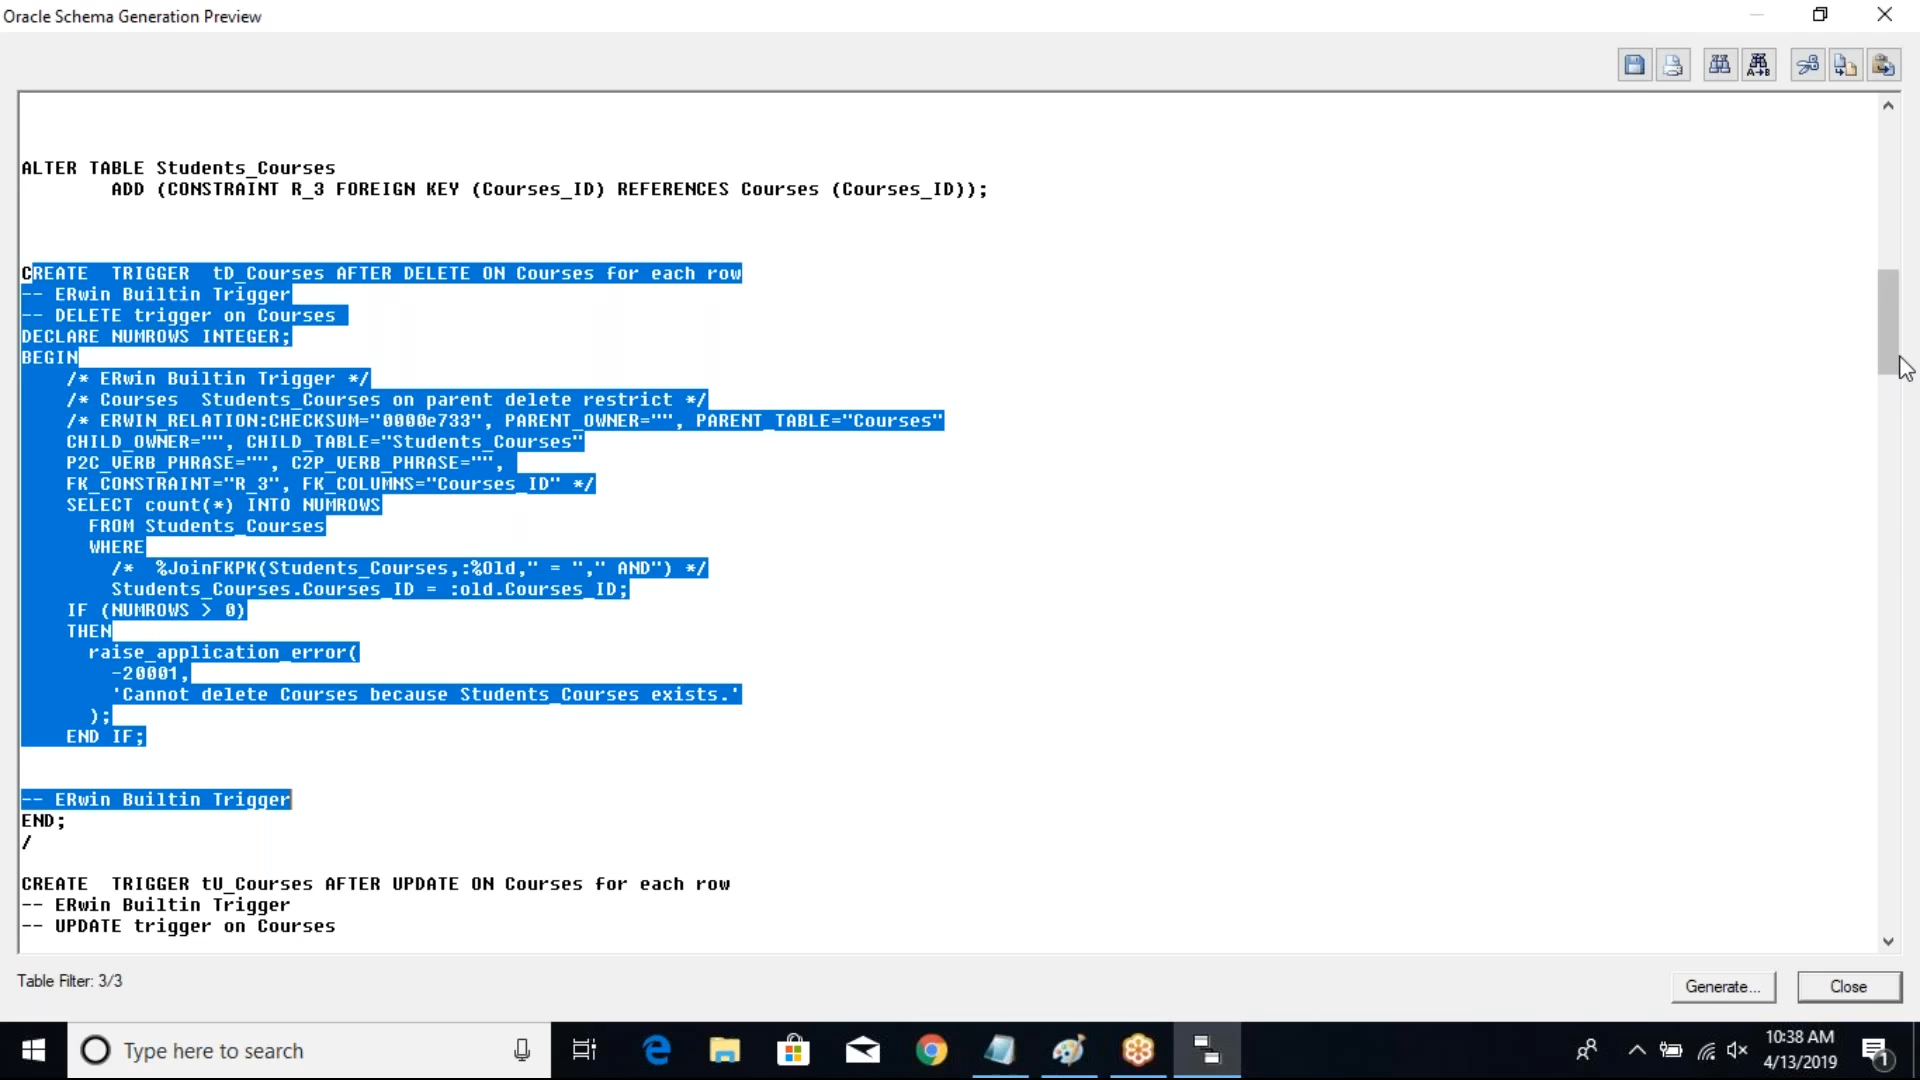 Oracle Schema Generation Preview
A→B
ALTER TABLE Students_Courses
ADD (CONSTRAINT R_3 FOREIGN KEY (Courses_ID) REFERENCES Courses (Courses_ID));
CREATE  TRIGGER  tD_Courses AFTER DELETE ON Courses for each row
-- ERwin Builtin Trigger
-- DELETE trigger on Courses
DECLARE NUMROWS INTEGER;
BEGIN
/* ERwin Builtin Trigger */
/* Courses  Students_Courses on parent delete restrict */
/* ERWIN_RELATION:CHECKSUM="0000e733", PARENT_OWNER="", PARENT_TABLE="Courses"
CHILD_OWNER="", CHILD_TABLE="Students_Courses"
P2C_VERB_PHRASE="", C2P_VERB_PHRASE="",
FK_CONSTRAINT="R_3", FK_COLUMNS="Courses_ID" */
SELECT count(*) INTO NUMROWS
FROM Students_Courses
WHERE
/*  %JoinFKPK(Students_Courses,:%Old," = "," AND") */
Students_Courses.Courses_ID = :old.Courses_ID;
IF (NUMROWS > 0)
THEN
raise_application_error(
-20001,
'Cannot delete Courses because Students_Courses exists.'
);
END IF;
-- ERwin Builtin Trigger
END;
/
CREATE  TRIGGER tU_Courses AFTER UPDATE ON Courses for each row
-- ERwin Builtin Trigger
-- UPDATE trigger on Courses
Table Filter: 3/3
Generate...
Close
Type here to search
10:38 AM
4/13/2019
1